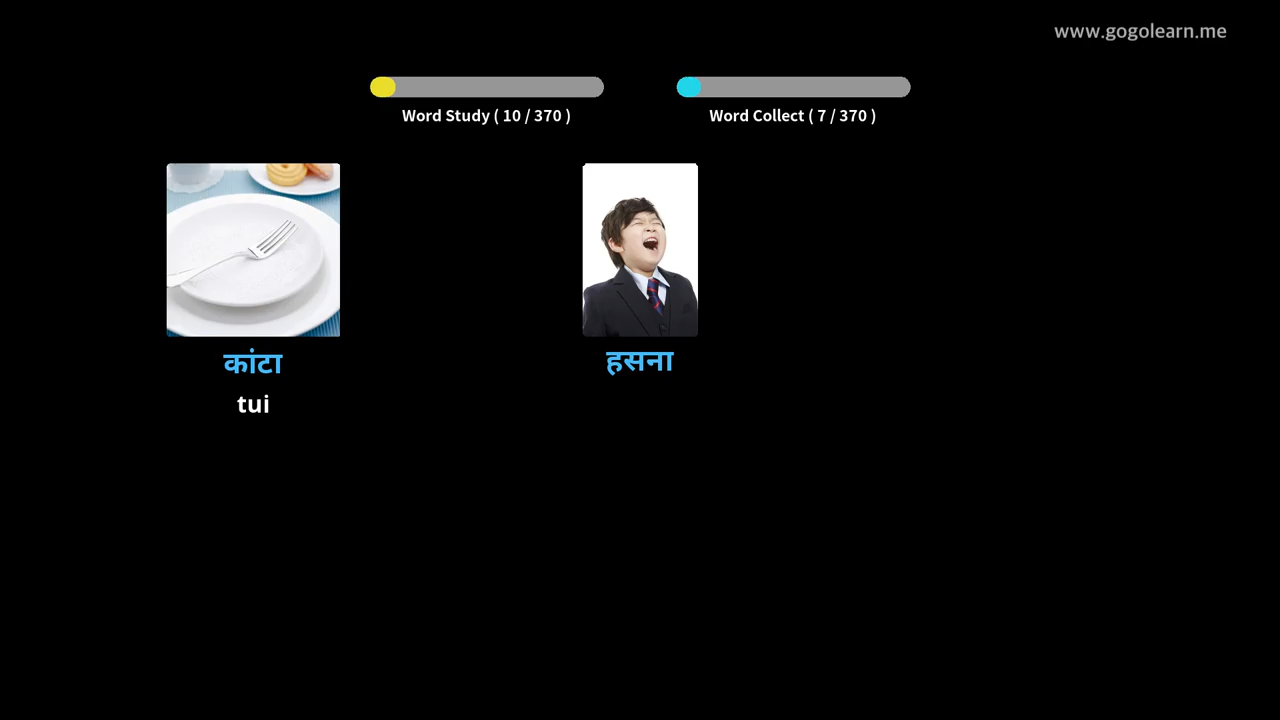 www.gogolearn.me
Word Study ( 10 / 370 )
Word Collect ( 7 / 370 )
कांटा
हसना
tui